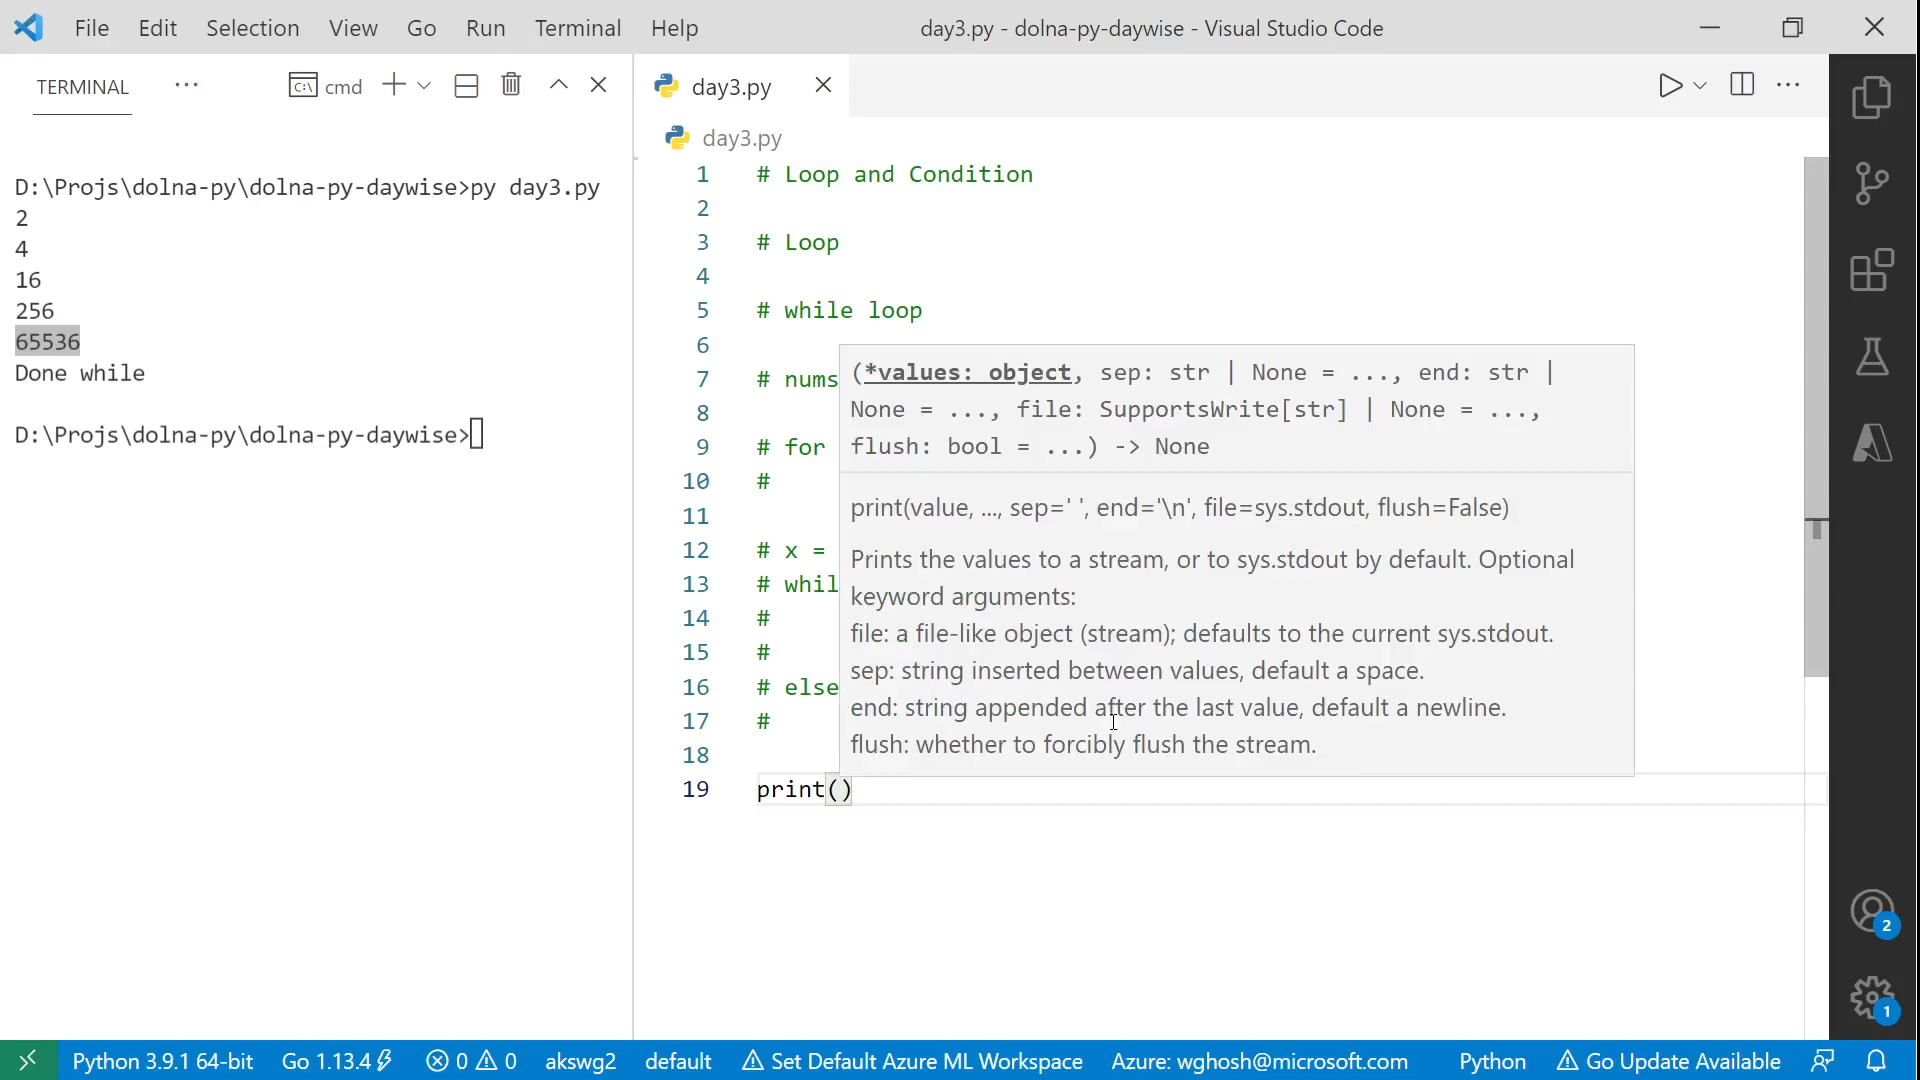 File Edit Selection View Go Run Terminal Help
day3.py - dolna-py-daywise - Visual Studio Code
TERMINAL ... cmd
D:\Projs\dolna-py\dolna-py-daywise>py day3.py
2
4
16
256
65536
Done while
D:\Projs\dolna-py\dolna-py-daywise>
day3.py
day3.py
1 # Loop and Condition
2
3 # Loop
4
5 # while loop
6
7 # nums
8
9 # for
10 #
11
12 # x =
13 # whil
14 #
15 #
16 # else
17 #
18
19 print()
(*values: object, sep: str | None = ..., end: str |
None = ..., file: SupportsWrite[str] | None = ...,
flush: bool = ...) -> None
print(value, ..., sep=' ', end='\n', file=sys.stdout, flush=False)
Prints the values to a stream, or to sys.stdout by default. Optional
keyword arguments:
file: a file-like object (stream); defaults to the current sys.stdout.
sep: string inserted between values, default a space.
end: string appended after the last value, default a newline.
flush: whether to forcibly flush the stream.
2
1
Python 3.9.1 64-bit Go 1.13.4 0 0 akswg2 default Set Default Azure ML Workspace Azure: wghosh@microsoft.com Python Go Update Available